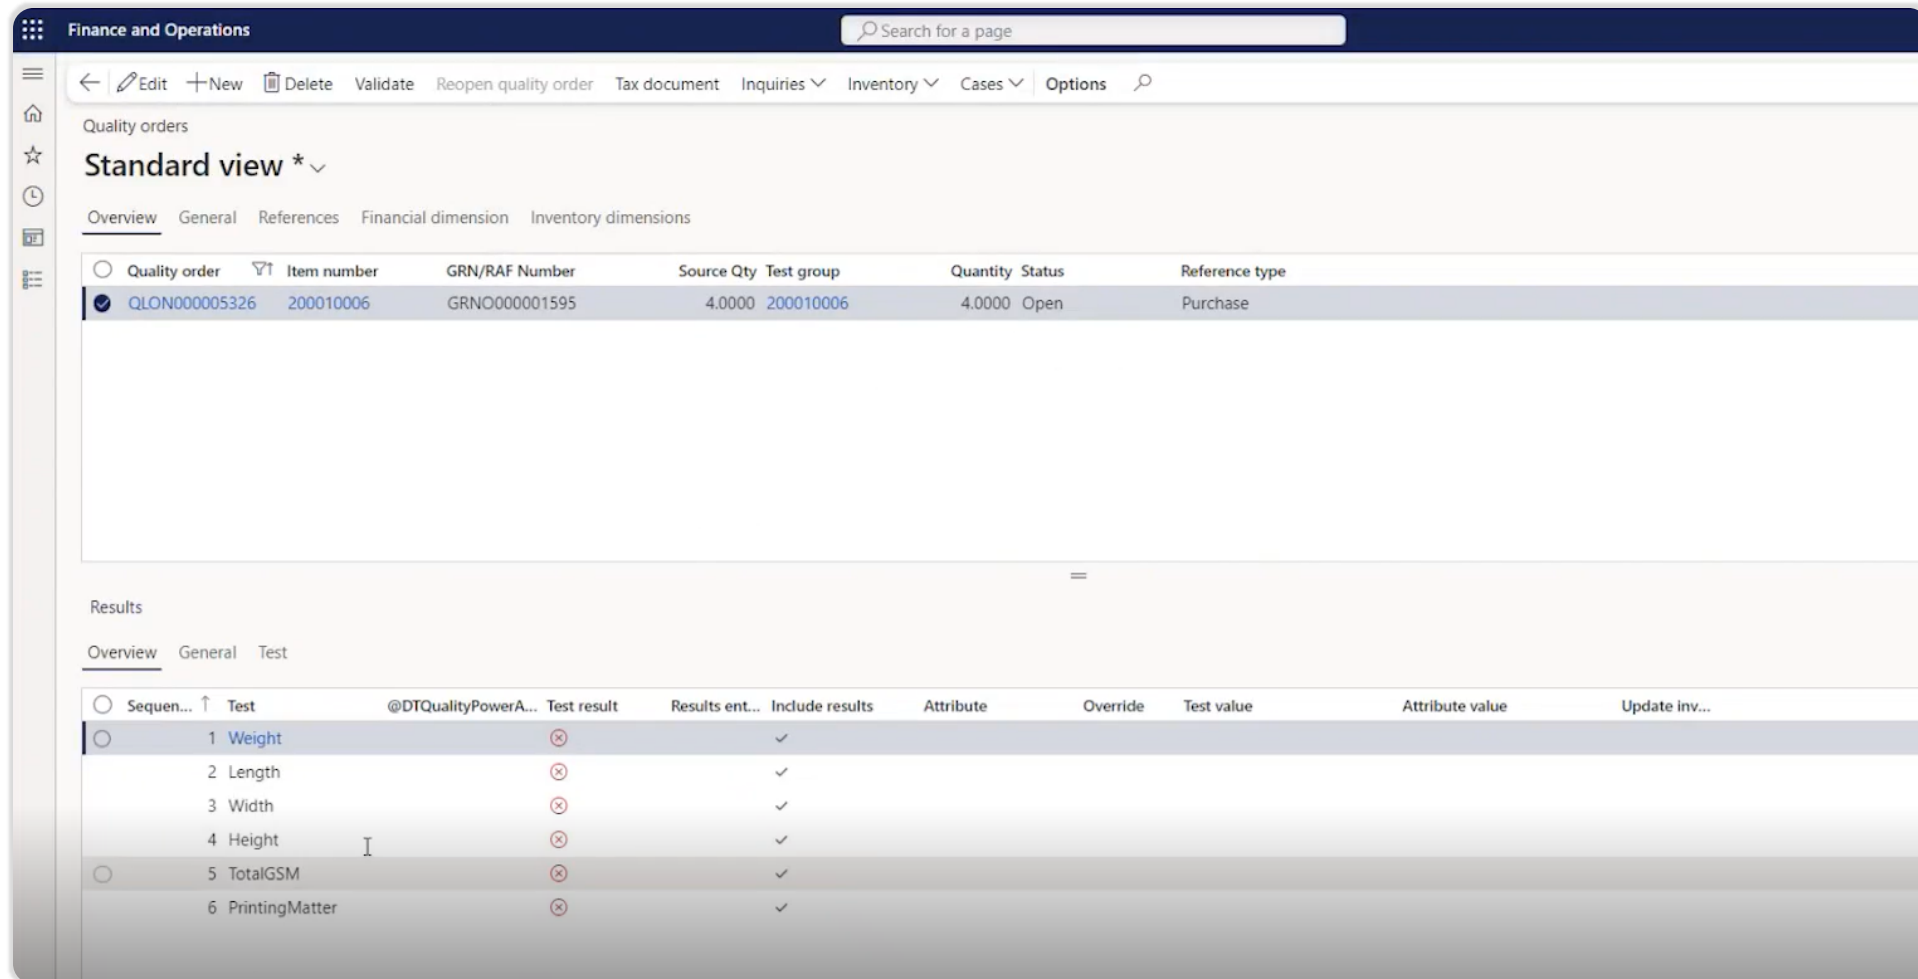 Finance and Operations
Search for a page
Edit New Delete Validate Reopen quality order Tax document Inquiries Inventory Cases Options
Quality orders
Standard view *
Overview General References Financial dimension Inventory dimensions
Quality order Item number GRN/RAF Number Source Qty Test group Quantity Status Reference type
QLON000005326 200010006 GRNO000001595 4.0000 200010006 4.0000 Open Purchase
Results
Overview General Test
Sequen... Test @DTQualityPowerA... Test result Results ent... Include results Attribute Override Test value Attribute value Update inv...
1 Weight
2 Length
3 Width
4 Height
5 TotalGSM
6 PrintingMatter